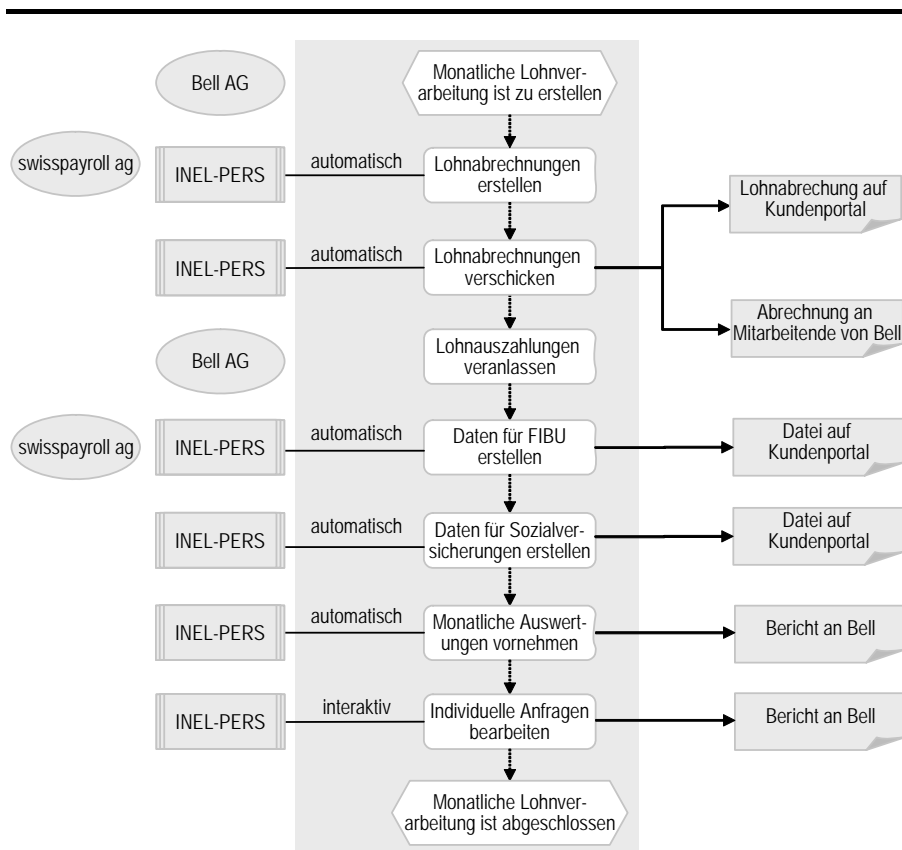 Bell AG
Monatliche Lohnver-
arbeitung ist zu erstellen
swisspayroll ag
INEL-PERS
automatisch
Lohnabrechnungen
erstellen
Lohnabrechung auf
Kundenportal
INEL-PERS
automatisch
Lohnabrechnungen
verschicken
Abrechnung an
Mitarbeitende von Bell
Bell AG
Lohnauszahlungen
veranlassen
swisspayroll ag
INEL-PERS
automatisch
Daten für FIBU
erstellen
Datei auf
Kundenportal
INEL-PERS
automatisch
Daten für Sozialver-
sicherungen erstellen
Datei auf
Kundenportal
INEL-PERS
automatisch
Monatliche Auswert-
ungen vornehmen
Bericht an Bell
INEL-PERS
interaktiv
Individuelle Anfragen
bearbeiten
Bericht an Bell
Monatliche Lohnver-
arbeitung ist abgeschlossen